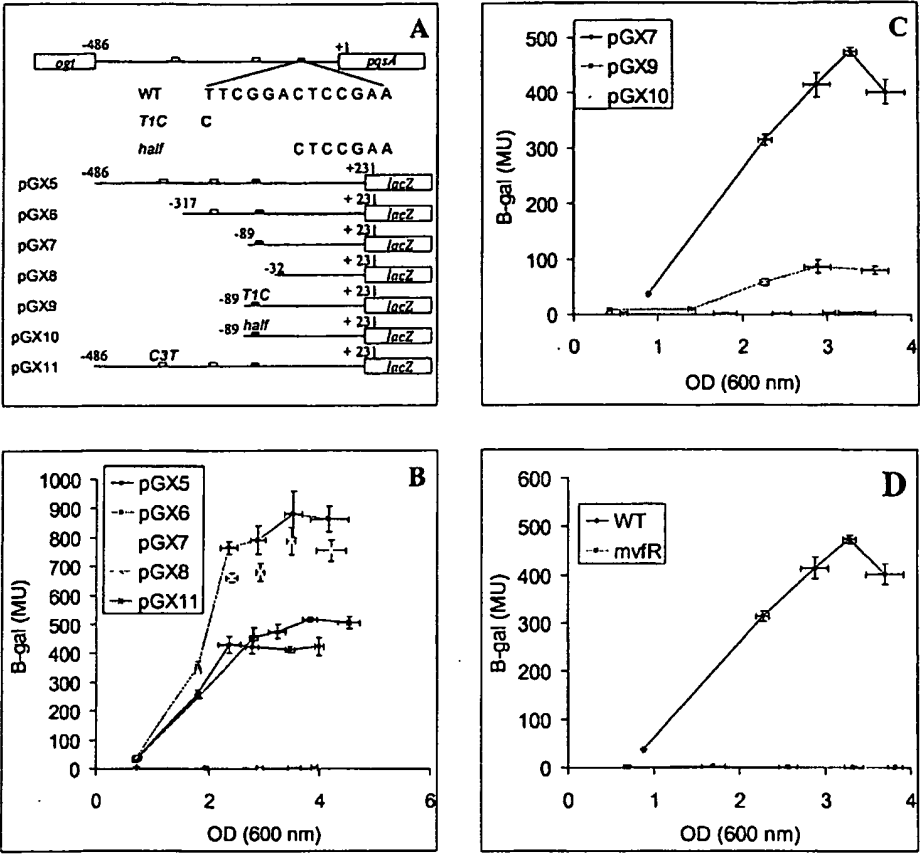 A
-486
+1
ogt
pqsA
WT TTCGGACTCCGAA
T1C C
half CTCCGAA
pGX5 -486 +231 lacZ
pGX6 -317 +231 lacZ
pGX7 -89 +231 lacZ
pGX8 -32 +231 lacZ
pGX9 -89 T1C +231 lacZ
pGX10 -89 half +231 lacZ
pGX11 -486 C3T +231 lacZ
C
pGX7
pGX9
pGX10
B-gal (MU)
500
400
300
200
100
0
0 1 2 3 4
OD (600 nm)
B
pGX5
pGX6
pGX7
pGX8
pGX11
B-gal (MU)
1000
900
800
700
600
500
400
300
200
100
0
0 2 4 6
OD (600 nm)
D
WT
mvfR
B-gal (MU)
600
500
400
300
200
100
0
0 1 2 3 4
OD (600 nm)